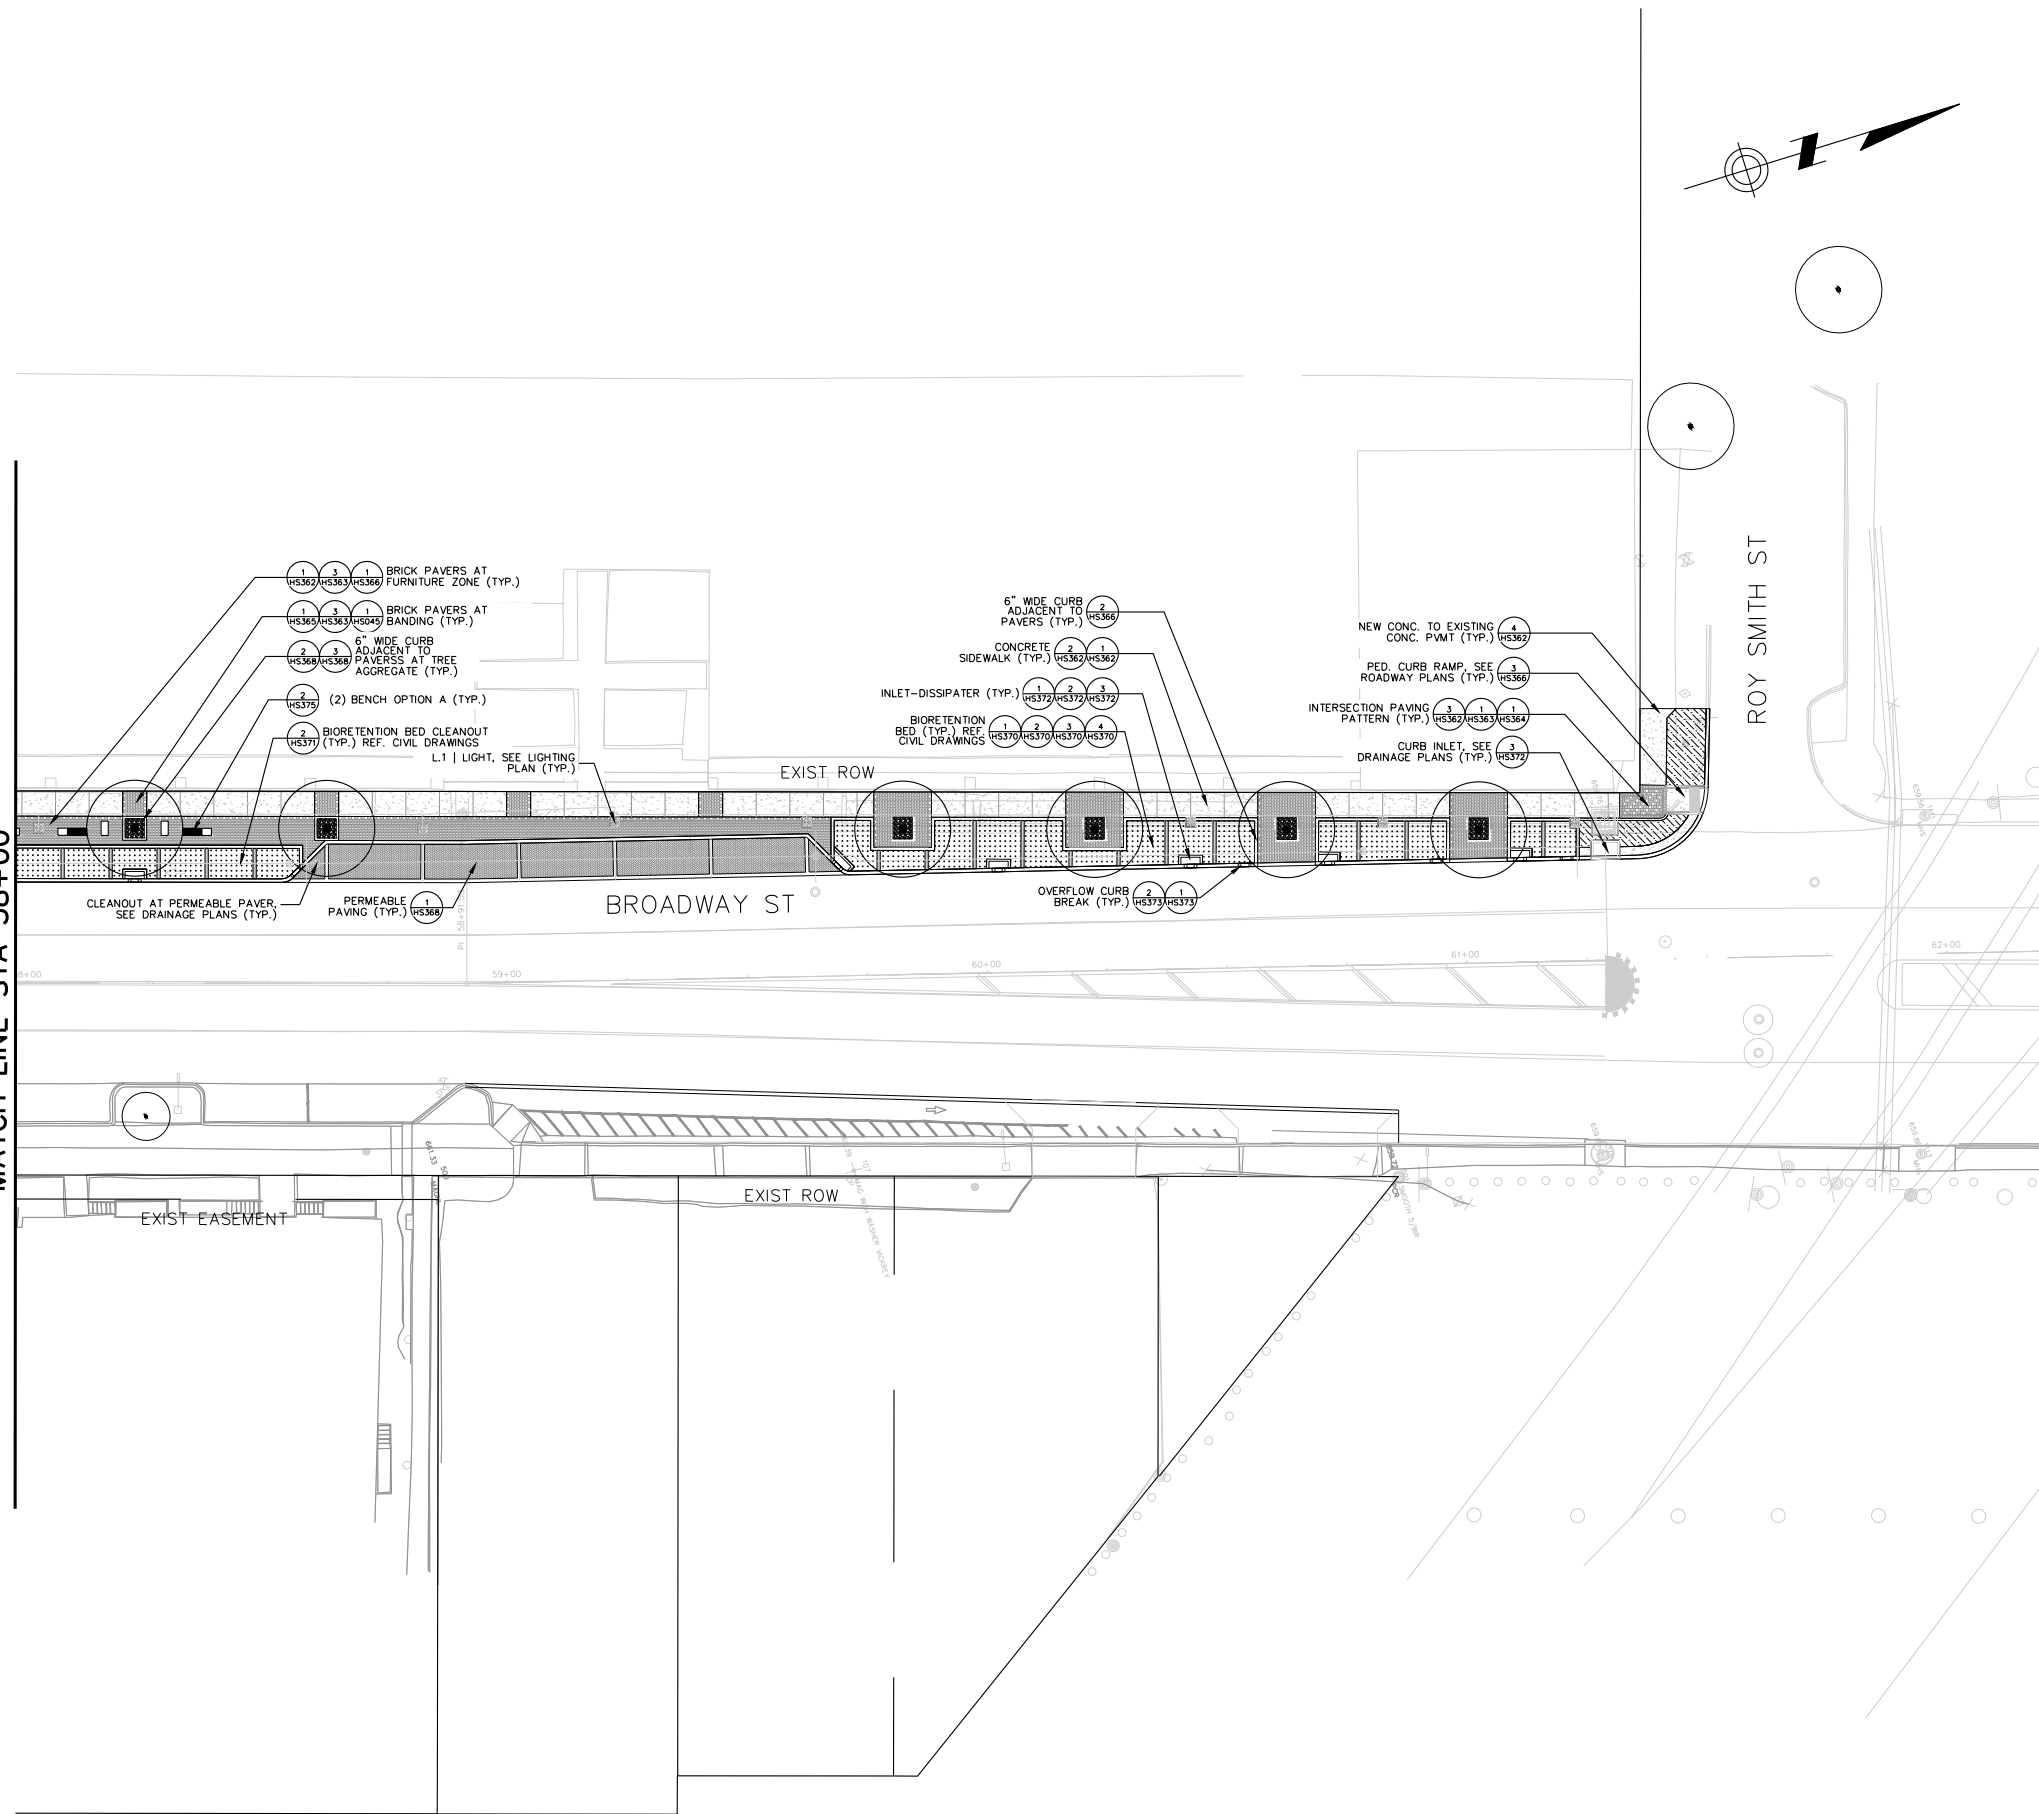 1 3 1 BRICK PAVERS AT
HS362 HS363 HS366 FURNITURE ZONE (TYP.)
1 3 1 BRICK PAVERS AT
HS365 HS363 HS045 BANDING (TYP.)
6" WIDE CURB
2 3 ADJACENT TO
HS368 HS368 PAVERSS AT TREE
AGGREGATE (TYP.)
2
HS375 (2) BENCH OPTION A (TYP.)
2 BIORETENTION BED CLEANOUT
HS371 (TYP.) REF. CIVIL DRAWINGS
L.1 | LIGHT, SEE LIGHTING
PLAN (TYP.)
6" WIDE CURB
ADJACENT TO 2
PAVERS (TYP.) HS366
CONCRETE 2 1
SIDEWALK (TYP.) HS362 HS362
INLET-DISSIPATER (TYP.) 1 2 3
HS372 HS372 HS372
BIORETENTION 1 2 3 4
BED (TYP.) REF. HS370 HS370 HS370 HS370
CIVIL DRAWINGS
NEW CONC. TO EXISTING 4
CONC. PVMT (TYP.) HS362
PED. CURB RAMP, SEE 3
ROADWAY PLANS (TYP.) HS366
INTERSECTION PAVING 3 1 1
PATTERN (TYP.) HS362 HS363 HS364
CURB INLET, SEE 3
DRAINAGE PLANS (TYP.) HS372
ROY SMITH ST
EXIST ROW
CLEANOUT AT PERMEABLE PAVER,
SEE DRAINAGE PLANS (TYP.)
PERMEABLE 1
PAVING (TYP.) HS368
BROADWAY ST
OVERFLOW CURB 2 1
BREAK (TYP.) HS373 HS373
59+00
60+00
61+00
62+00
EXIST ROW
EXIST EASEMENT
MATCH LINE STA 58+00